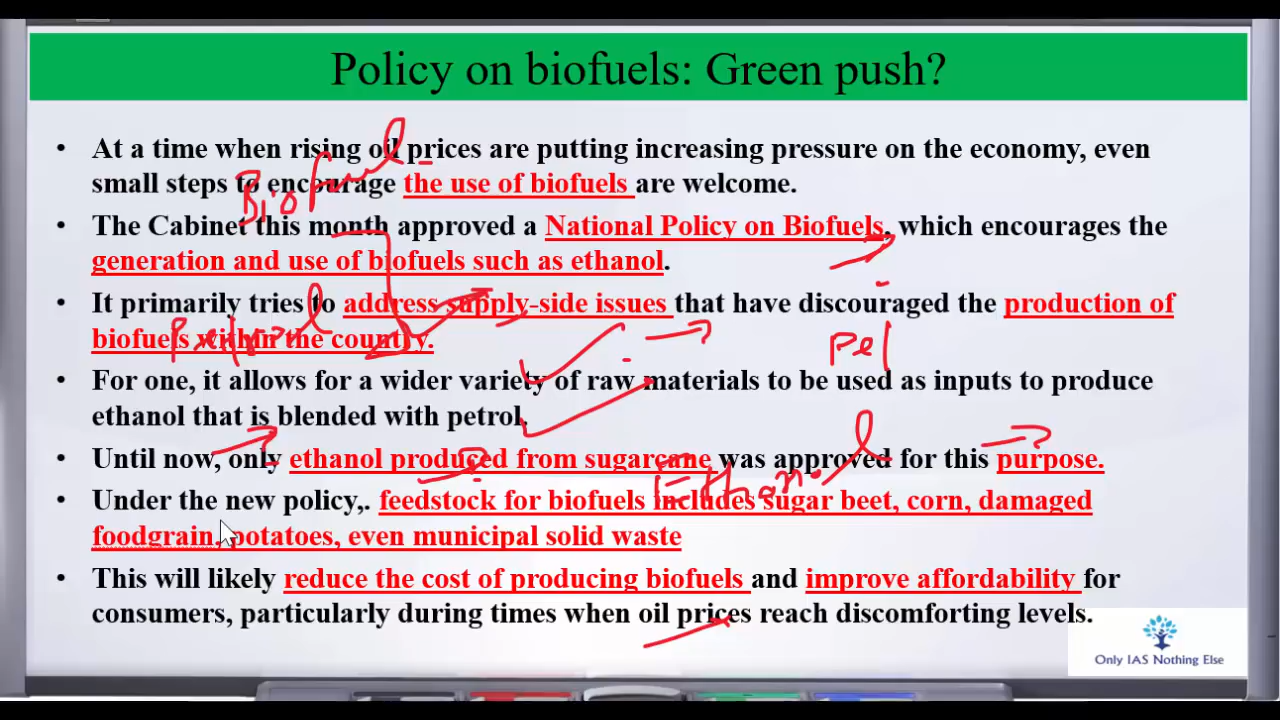 Policy on biofuels: Green push?
• At a time when rising oil prices are putting increasing pressure on the economy, even
small steps to encourage the use of biofuels are welcome.
Biofuel
• The Cabinet this month approved a National Policy on Biofuels, which encourages the
generation and use of biofuels such as ethanol.
• It primarily tries to address supply-side issues that have discouraged the production of
biofuels within the country.
Petrol
Pet
• For one, it allows for a wider variety of raw materials to be used as inputs to produce
ethanol that is blended with petrol.
• Until now, only ethanol produced from sugarcane was approved for this purpose.
Ethanol
• Under the new policy,. feedstock for biofuels includes sugar beet, corn, damaged
foodgrain, potatoes, even municipal solid waste
• This will likely reduce the cost of producing biofuels and improve affordability for
consumers, particularly during times when oil prices reach discomforting levels.
Only IAS Nothing Else